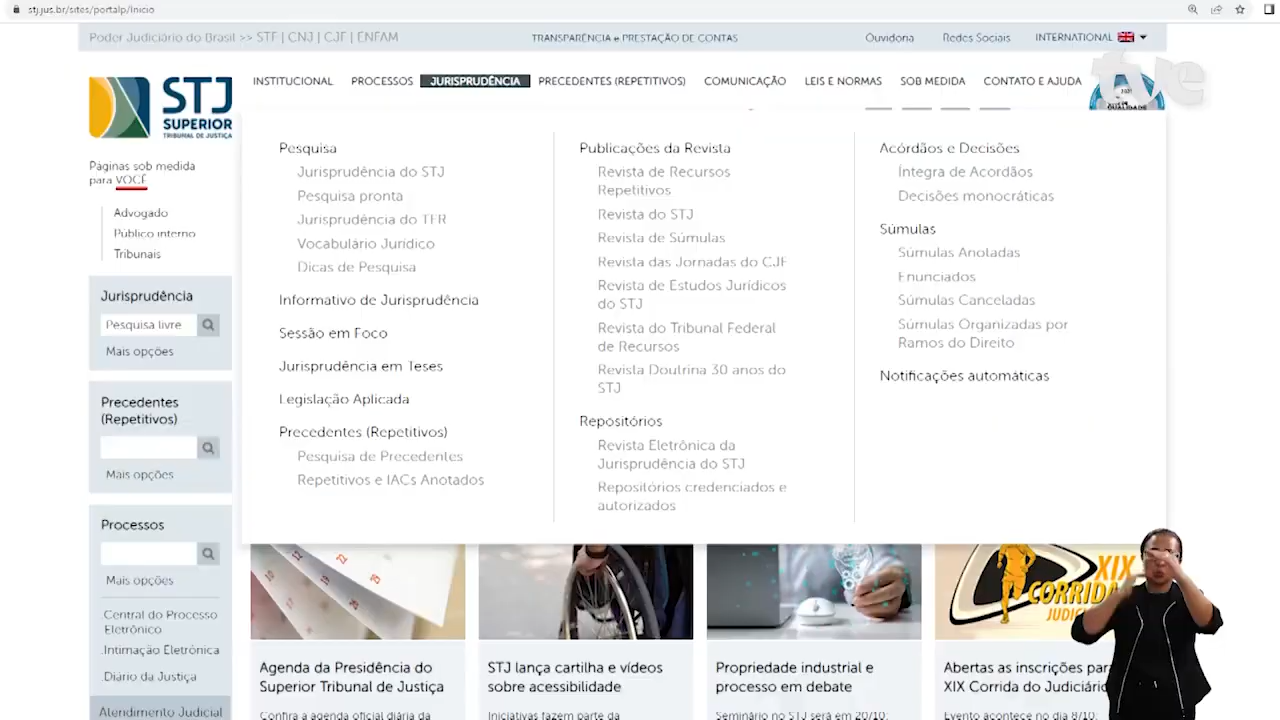 stj.jus.br/sites/portalp/Inicio
Poder Judiciário do Brasil >> STF | CNJ | CJF | ENFAM
TRANSPARÊNCIA e PRESTAÇÃO DE CONTAS
Ouvidoria
Redes Sociais
INTERNATIONAL
STJ
SUPERIOR
TRIBUNAL DE JUSTIÇA
INSTITUCIONAL
PROCESSOS
JURISPRUDÊNCIA
PRECEDENTES (REPETITIVOS)
COMUNICAÇÃO
LEIS E NORMAS
SOB MEDIDA
CONTATO E AJUDA
tve
QUALIDADE
Páginas sob medida
para VOCÊ
Advogado
Público interno
Tribunais
Jurisprudência
Pesquisa livre
Mais opções
Precedentes
(Repetitivos)
Mais opções
Processos
Mais opções
Central do Processo
Eletrônico
Intimação Eletrônica
Diário da Justiça
Atendimento Judicial
Pesquisa
Jurisprudência do STJ
Pesquisa pronta
Jurisprudência do TFR
Vocabulário Jurídico
Dicas de Pesquisa
Informativo de Jurisprudência
Sessão em Foco
Jurisprudência em Teses
Legislação Aplicada
Precedentes (Repetitivos)
Pesquisa de Precedentes
Repetitivos e IACs Anotados
Publicações da Revista
Revista de Recursos
Repetitivos
Revista do STJ
Revista de Súmulas
Revista das Jornadas do CJF
Revista de Estudos Jurídicos
do STJ
Revista do Tribunal Federal
de Recursos
Revista Doutrina 30 anos do
STJ
Repositórios
Revista Eletrônica da
Jurisprudência do STJ
Repositórios credenciados e
autorizados
Acórdãos e Decisões
Íntegra de Acórdãos
Decisões monocráticas
Súmulas
Súmulas Anotadas
Enunciados
Súmulas Canceladas
Súmulas Organizadas por
Ramos do Direito
Notificações automáticas
XIX
CORRIDA
Agenda da Presidência do
Superior Tribunal de Justiça
Confira a agenda oficial diária da
STJ lança cartilha e vídeos
sobre acessibilidade
Iniciativas fazem parte da
Propriedade industrial e
processo em debate
Seminário no STJ será em 20/10;
Abertas as inscrições para
XIX Corrida do Judiciário
Evento acontece no dia 8/10;